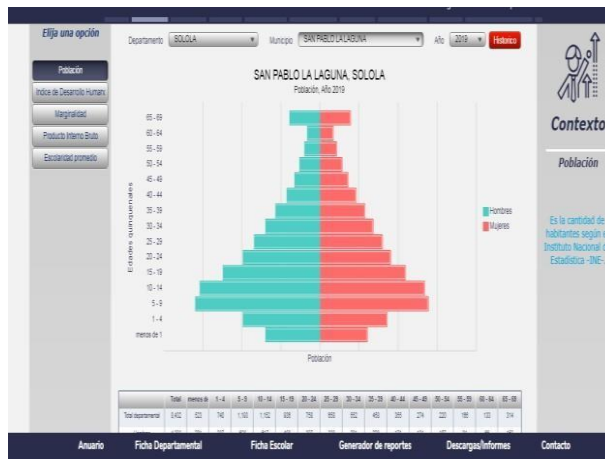 Elija una opción
Población
Indice de Desarrollo Humano
Marginalidad
Producto Interno Bruto
Escolaridad promedio
Departamento SOLOLA Municipio SAN PABLO LA LAGUNA Año 2019 Historico
SAN PABLO LA LAGUNA, SOLOLA
Población, Año 2019
Edades quinquenales
65 - 69
60 - 64
55 - 59
50 - 54
45 - 49
40 - 44
35 - 39
30 - 34
25 - 29
20 - 24
15 - 19
10 - 14
5 - 9
1 - 4
menos de 1
Población
Hombres
Mujeres
Contexto
Población
Es la cantidad de
habitantes según e
Instituto Nacional d
Estadística -INE-.
Total menos de 1 - 4 5 - 9 10 - 14 15 - 19 20 - 24 25 - 29 30 - 34 35 - 39 40 - 44 45 - 49 50 - 54 55 - 59 60 - 64 65 - 69
Total departamental
Anuario Ficha Departamental Ficha Escolar Generador de reportes Descargas/Informes Contacto